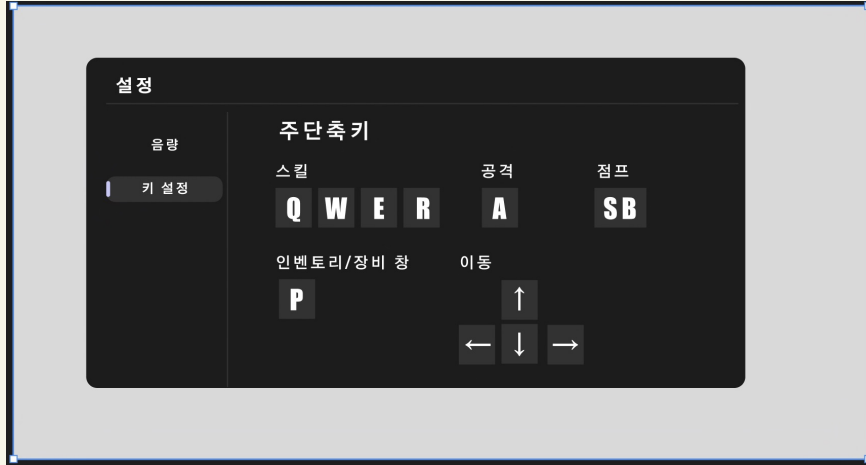 설정
음량
키 설정
주단축키
스킬
Q W E R
공격
A
점프
SB
인벤토리/장비 창
P
이동
↑
← ↓ →